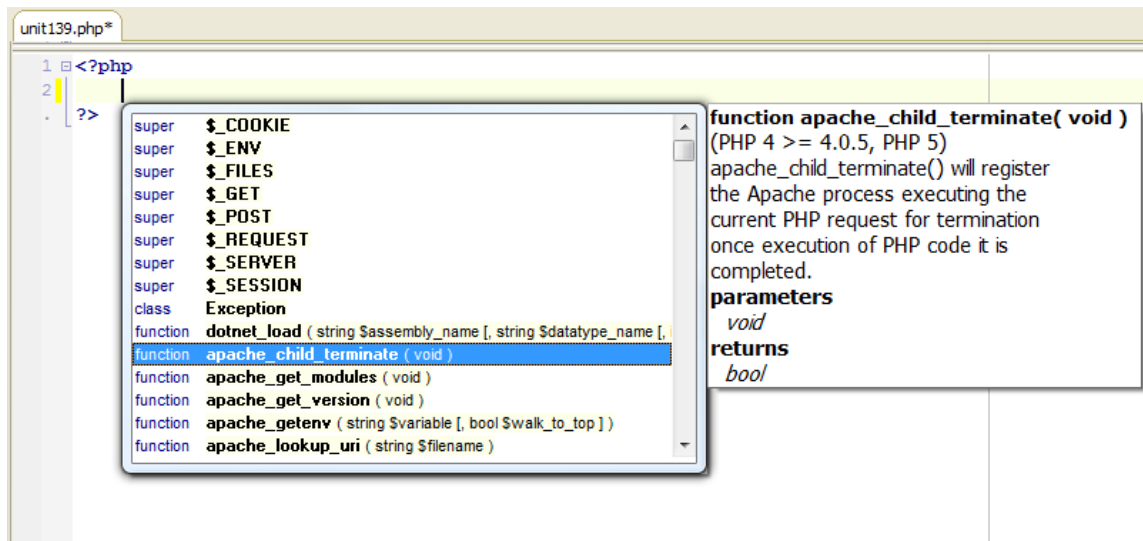 unit139.php*
1 <?php
2
. ?>
super $_COOKIE
super $_ENV
super $_FILES
super $_GET
super $_POST
super $_REQUEST
super $_SERVER
super $_SESSION
class Exception
function dotnet_load ( string $assembly_name [, string $datatype_name [,
function apache_child_terminate ( void )
function apache_get_modules ( void )
function apache_get_version ( void )
function apache_getenv ( string $variable [, bool $walk_to_top ] )
function apache_lookup_uri ( string $filename )
function apache_child_terminate( void )
(PHP 4 >= 4.0.5, PHP 5)
apache_child_terminate() will register
the Apache process executing the
current PHP request for termination
once execution of PHP code it is
completed.
parameters
void
returns
bool